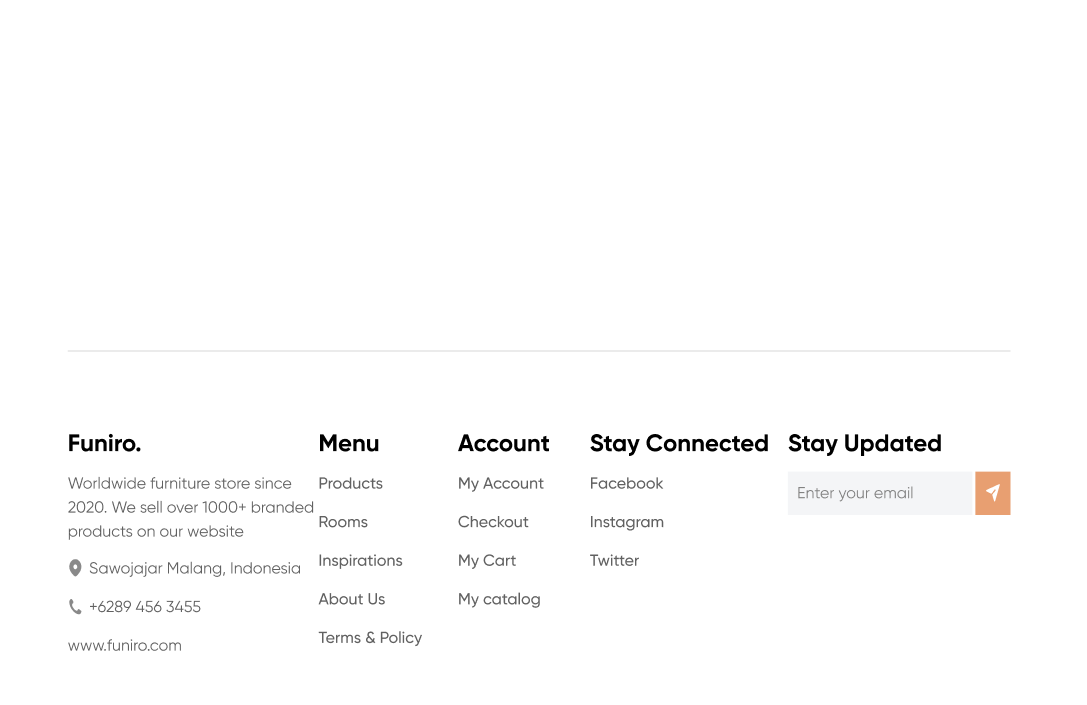 Funiro.
Worldwide furniture store since
2020. We sell over 1000+ branded
products on our website
Sawojajar Malang, Indonesia
+6289 456 3455
www.funiro.com
Menu
Products
Rooms
Inspirations
About Us
Terms & Policy
Account
My Account
Checkout
My Cart
My catalog
Stay Connected
Facebook
Instagram
Twitter
Stay Updated
Enter your email